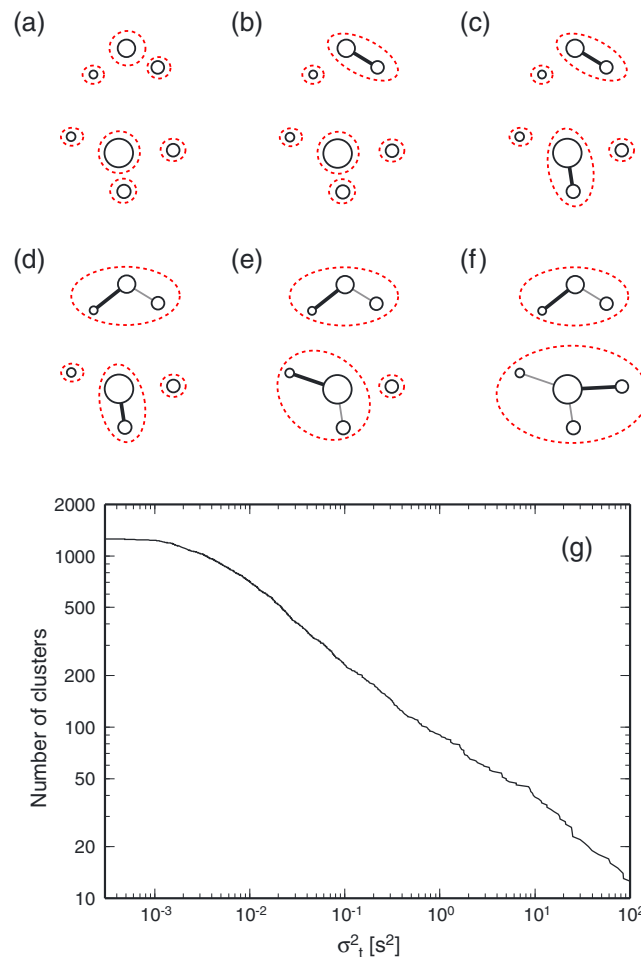 (a) (b) (c)
(d) (e) (f)
(g)
Number of clusters
2000
1000
500
200
100
50
20
10
10⁻³ 10⁻² 10⁻¹ 10⁰ 10¹ 10²
σ²ₜ [s²]